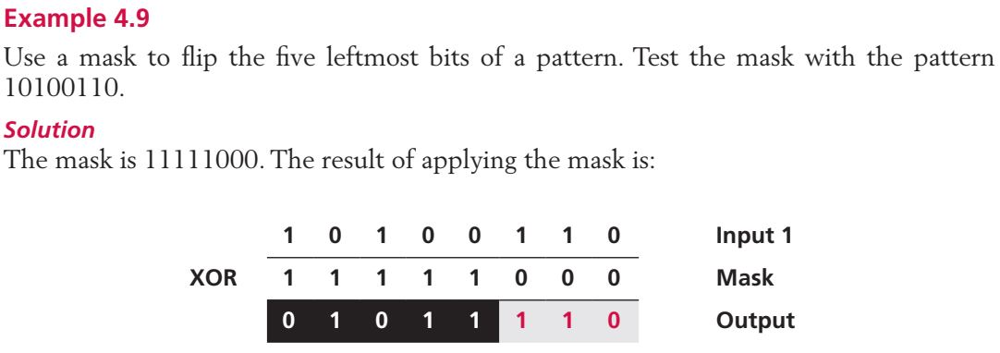 Example 4.9
Use a mask to flip the five leftmost bits of a pattern. Test the mask with the pattern
10100110.
Solution
The mask is 11111000. The result of applying the mask is:
1 0 1 0 0 1 1 0 Input 1
XOR 1 1 1 1 1 0 0 0 Mask
0 1 0 1 1 1 1 0 Output